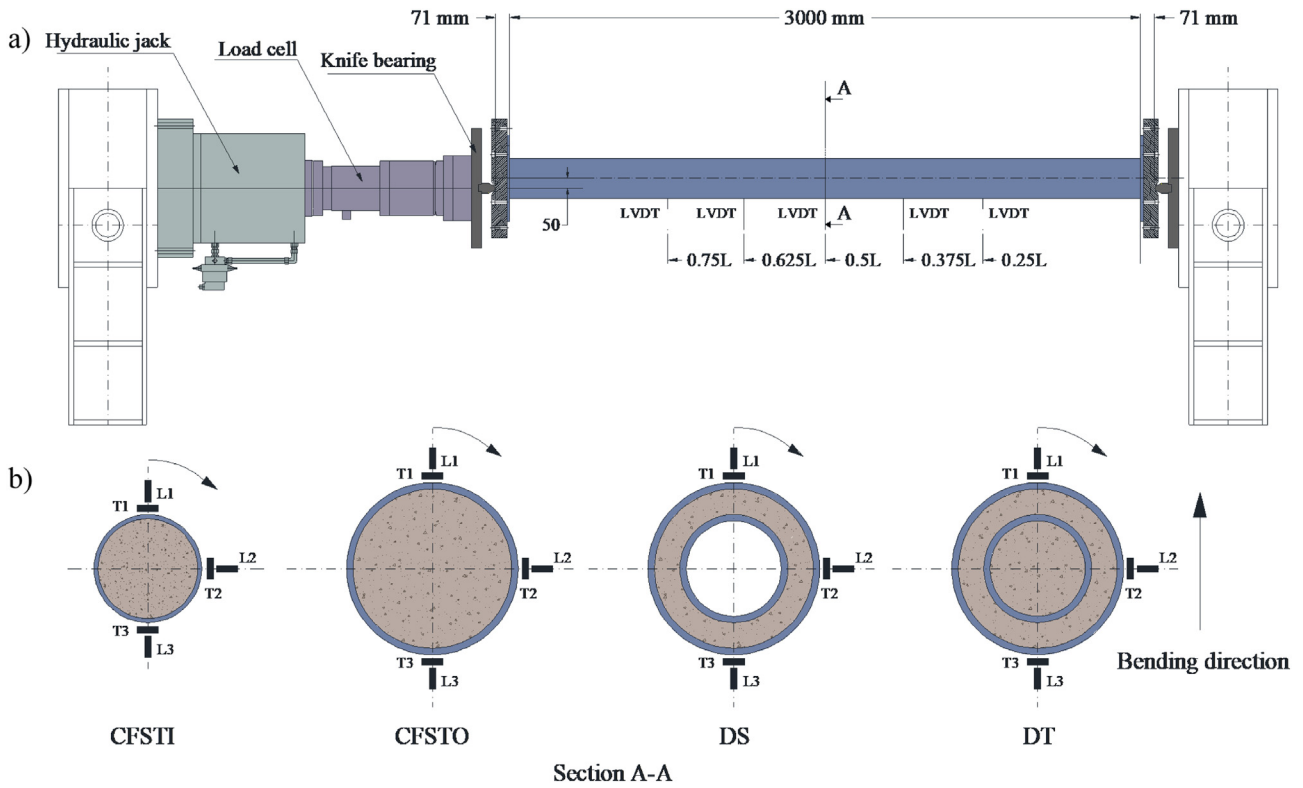 a)
71 mm
3000 mm
71 mm
Hydraulic jack
Load cell
Knife bearing
A
50
LVDT
LVDT
LVDT
A
LVDT
LVDT
0.75L
0.625L
0.5L
0.375L
0.25L
b)
T1
L1
L2
T2
T3
L3
T1
L1
L2
T2
T3
L3
T1
L1
L2
T2
T3
L3
T1
L1
L2
T2
T3
L3
Bending direction
CFSTI
CFSTO
DS
DT
Section A-A